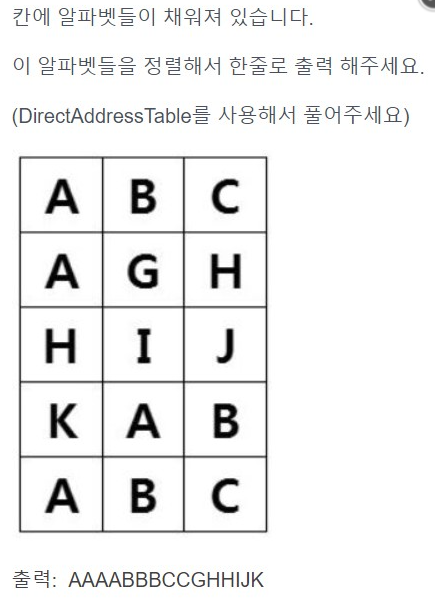 칸에 알파벳들이 채워져 있습니다.
이 알파벳들을 정렬해서 한줄로 출력 해주세요.
(DirectAddressTable를 사용해서 풀어주세요)
A B C
A G H
H I J
K A B
A B C
출력: AAAABBBCCGHHIJK